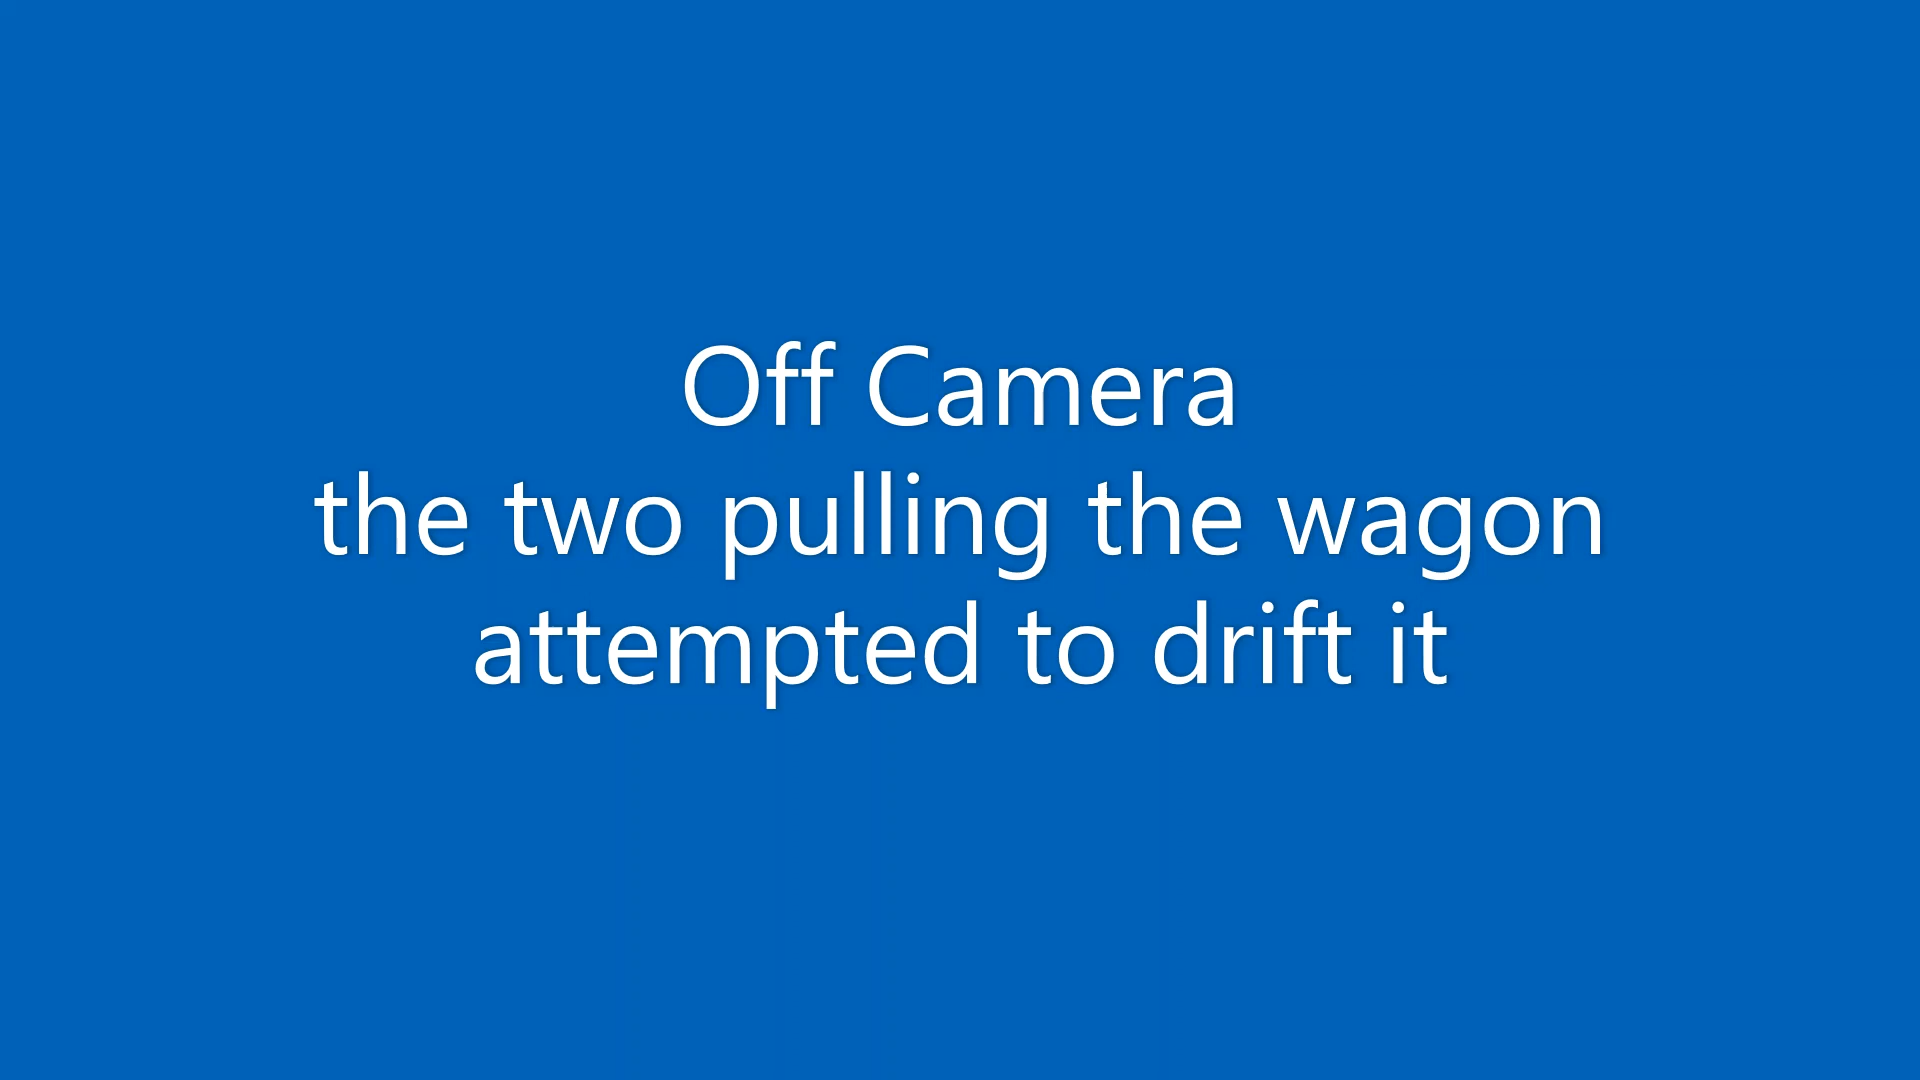 Off Camera
the two pulling the wagon
attempted to drift it